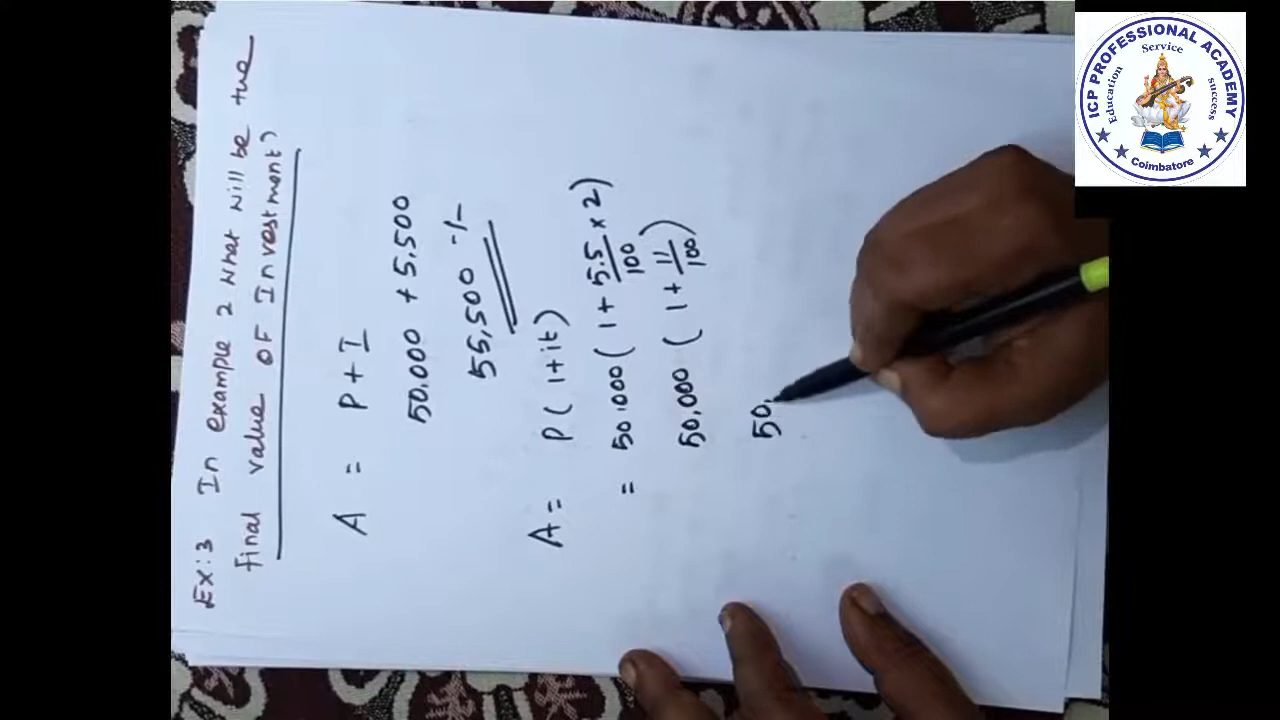 Ex:3 In example 2 what will be the
final value OF Investment?
A = P + I
50,000 + 5,500
55,500 -/-
A = P(1+it)
= 50,000 ( 1 + 5.5/100 × 2)
50,000 ( 1 + 11/100 )
50,
ICP PROFESSIONAL ACADEMY
Service
Education
success
Coimbatore